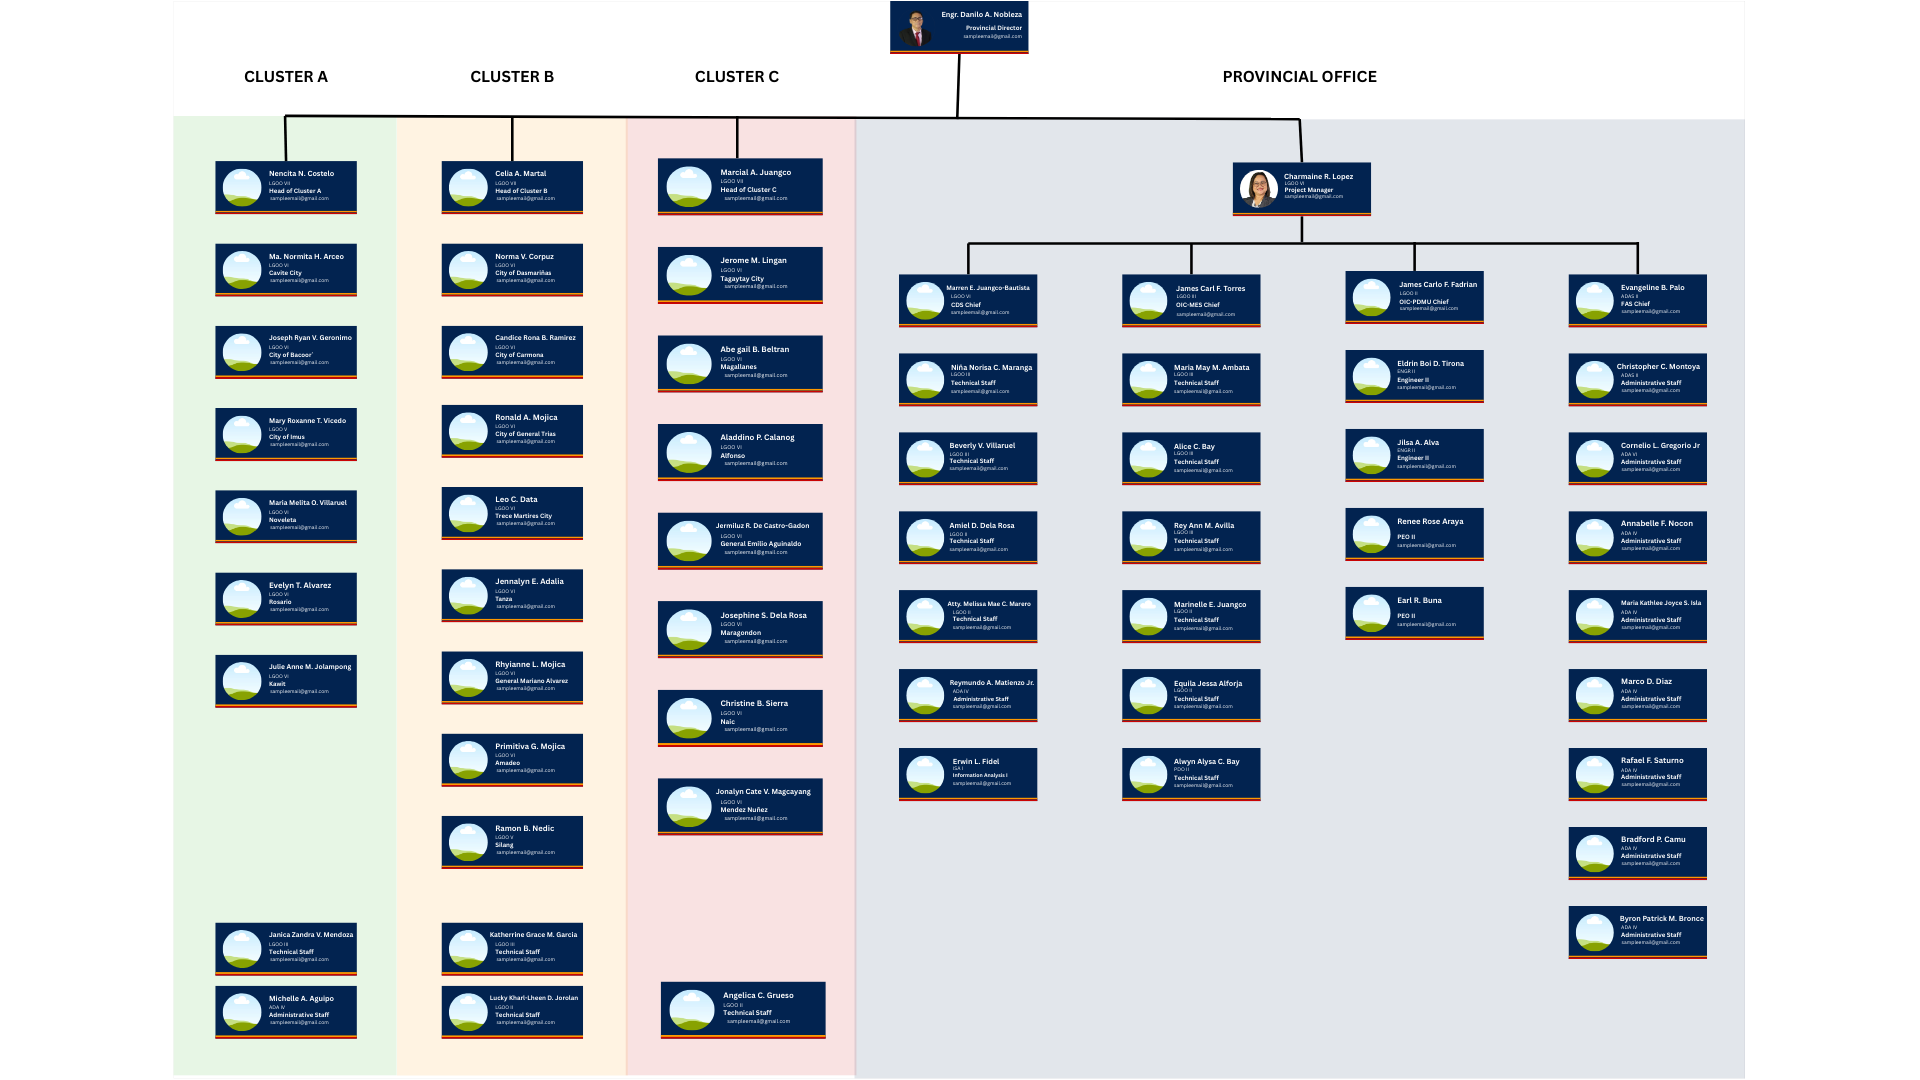 Engr. Danilo A. Nobleza
Provincial Director
sampleemail@gmail.com
CLUSTER A
CLUSTER B
CLUSTER C
PROVINCIAL OFFICE
Nencita N. Costelo
LGOO VII
Head of Cluster A
sampleemail@gmail.com
Ma. Normita H. Arceo
LGOO VI
Cavite City
sampleemail@gmail.com
Joseph Ryan V. Geronimo
LGOO VI
City of Bacoor`
sampleemail@gmail.com
Mary Roxanne T. Vicedo
LGOO V
City of Imus
sampleemail@gmail.com
Maria Melita O. Villaruel
LGOO VI
Noveleta
sampleemail@gmail.com
Evelyn T. Alvarez
LGOO VI
Rosario
sampleemail@gmail.com
Julie Anne M. Jolampong
LGOO VI
Kawit
sampleemail@gmail.com
Janica Zandra V. Mendoza
LGOO III
Technical Staff
sampleemail@gmail.com
Michelle A. Aguipo
ADA IV
Administrative Staff
sampleemail@gmail.com
Celia A. Martal
LGOO VII
Head of Cluster B
sampleemail@gmail.com
Norma V. Corpuz
LGOO VI
City of Dasmariñas
sampleemail@gmail.com
Candice Rona B. Ramirez
LGOO VI
City of Carmona
sampleemail@gmail.com
Ronald A. Mojica
LGOO VI
City of General Trias
sampleemail@gmail.com
Leo C. Data
LGOO VI
Trece Martires City
sampleemail@gmail.com
Jennalyn E. Adalia
LGOO VI
Tanza
sampleemail@gmail.com
Rhyianne L. Mojica
LGOO VI
General Mariano Alvarez
sampleemail@gmail.com
Primitiva G. Mojica
LGOO VI
Amadeo
sampleemail@gmail.com
Ramon B. Nedic
LGOO V
Silang
sampleemail@gmail.com
Katherrine Grace M. Garcia
LGOO III
Technical Staff
sampleemail@gmail.com
Lucky Kharl-Lheen D. Jorolan
LGOO II
Technical Staff
sampleemail@gmail.com
Marcial A. Juangco
LGOO VII
Head of Cluster C
sampleemail@gmail.com
Jerome M. Lingan
LGOO VI
Tagaytay City
sampleemail@gmail.com
Abe gail B. Beltran
LGOO VI
Magallanes
sampleemail@gmail.com
Aladdino P. Calanog
LGOO VI
Alfonso
sampleemail@gmail.com
Jermiluz R. De Castro-Gadon
LGOO VI
General Emilio Aguinaldo
sampleemail@gmail.com
Josephine S. Dela Rosa
LGOO VI
Maragondon
sampleemail@gmail.com
Christine B. Sierra
LGOO VI
Naic
sampleemail@gmail.com
Jonalyn Cate V. Magcayang
LGOO VI
Mendez Nuñez
sampleemail@gmail.com
Angelica C. Grueso
LGOO II
Technical Staff
sampleemail@gmail.com
Charmaine R. Lopez
LGOO VI
Project Manager
sampleemail@gmail.com
Marren E. Juangco-Bautista
LGOO VI
CDS Chief
sampleemail@gmail.com
Niña Norisa C. Maranga
LGOO III
Technical Staff
sampleemail@gmail.com
Beverly V. Villaruel
LGOO III
Technical Staff
sampleemail@gmail.com
Amiel D. Dela Rosa
LGOO II
Technical Staff
sampleemail@gmail.com
Atty. Melissa Mae C. Marero
LGOO II
Technical Staff
sampleemail@gmail.com
Reymundo A. Matienzo Jr.
ADA IV
Administrative Staff
sampleemail@gmail.com
Erwin L. Fidel
ISA I
Information Analysis I
sampleemail@gmail.com
James Carl F. Torres
LGOO III
OIC-MES Chief
sampleemail@gmail.com
Maria May M. Ambata
LGOO III
Technical Staff
sampleemail@gmail.com
Alice C. Bay
LGOO III
Technical Staff
sampleemail@gmail.com
Rey Ann M. Avilla
LGOO III
Technical Staff
sampleemail@gmail.com
Marinelle E. Juangco
LGOO II
Technical Staff
sampleemail@gmail.com
Equila Jessa Alforja
LGOO II
Technical Staff
sampleemail@gmail.com
Alwyn Alysa C. Bay
PDO II
Technical Staff
sampleemail@gmail.com
James Carlo F. Fadrian
LGOO II
OIC-PDMU Chief
sampleemail@gmail.com
Eldrin Boi D. Tirona
ENGR II
Engineer II
sampleemail@gmail.com
Jilsa A. Alva
ENGR II
Engineer II
sampleemail@gmail.com
Renee Rose Araya
PEO II
sampleemail@gmail.com
Earl R. Buna
PEO II
sampleemail@gmail.com
Evangeline B. Palo
ADAS II
FAS Chief
sampleemail@gmail.com
Christopher C. Montoya
ADAS II
Administrative Staff
sampleemail@gmail.com
Cornelio L. Gregorio Jr
ADA VI
Administrative Staff
sampleemail@gmail.com
Annabelle F. Nocon
ADA IV
Administrative Staff
sampleemail@gmail.com
Maria Kathlee Joyce S. Isla
ADA IV
Administrative Staff
sampleemail@gmail.com
Marco D. Diaz
ADA IV
Administrative Staff
sampleemail@gmail.com
Rafael F. Saturno
ADA IV
Administrative Staff
sampleemail@gmail.com
Bradford P. Camu
ADA IV
Administrative Staff
sampleemail@gmail.com
Byron Patrick M. Bronce
ADA IV
Administrative Staff
sampleemail@gmail.com